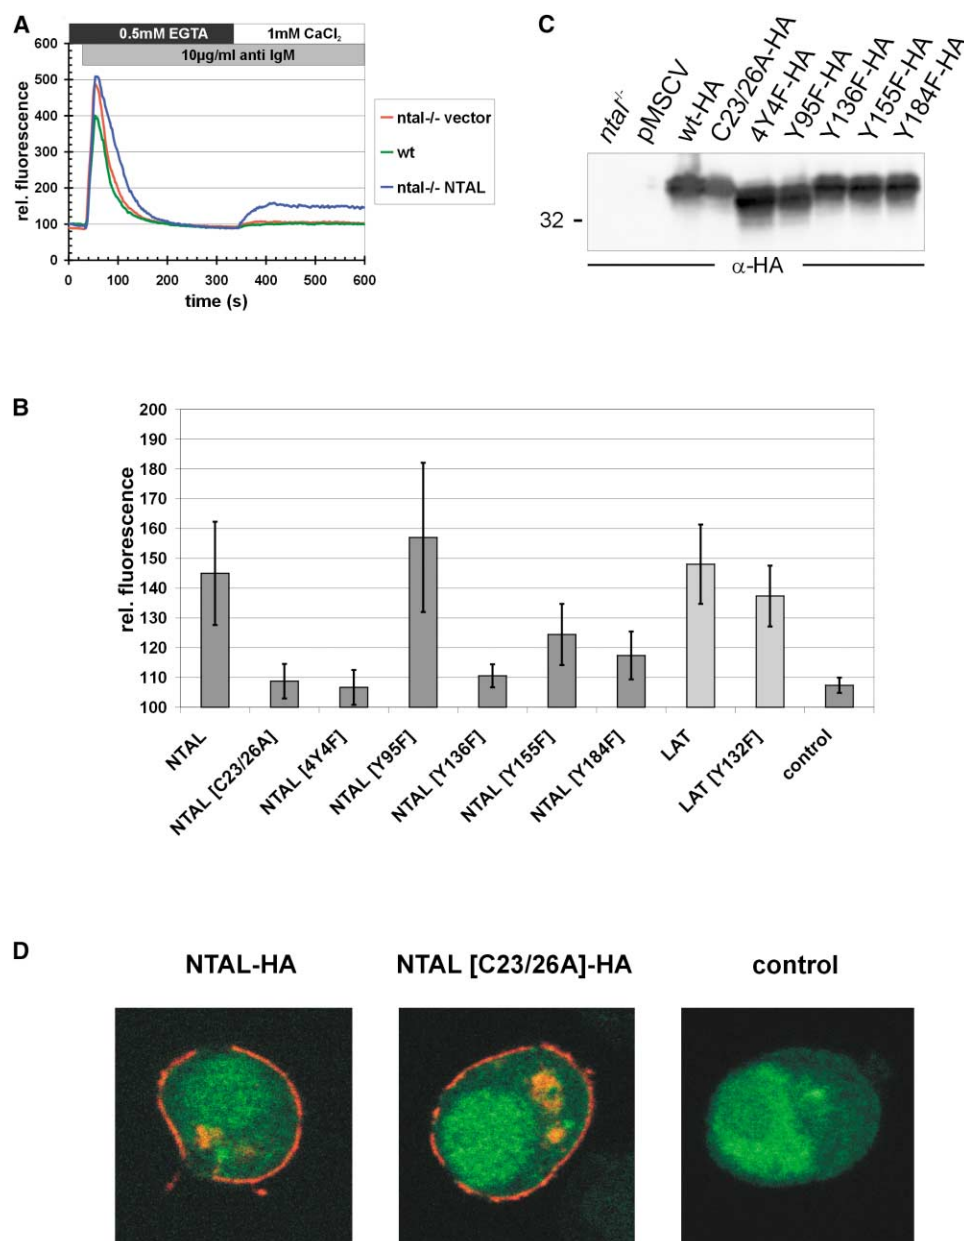 A
0.5mM EGTA 1mM CaCl₂
10µg/ml anti IgM
600
500
400
300
200
100
0
rel. fluorescence
0 100 200 300 400 500 600
time (s)
ntal-/- vector
wt
ntal-/- NTAL
C
ntal-/-
pMSCV
wt-HA
C23/26A-HA
4Y4F-HA
Y95F-HA
Y136F-HA
Y155F-HA
Y184F-HA
32 -
α-HA
B
200
190
180
170
160
150
140
130
120
110
100
rel. fluorescence
NTAL
NTAL [C23/26A]
NTAL [4Y4F]
NTAL [Y95F]
NTAL [Y136F]
NTAL [Y155F]
NTAL [Y184F]
LAT
LAT [Y132F]
control
D
NTAL-HA NTAL [C23/26A]-HA control